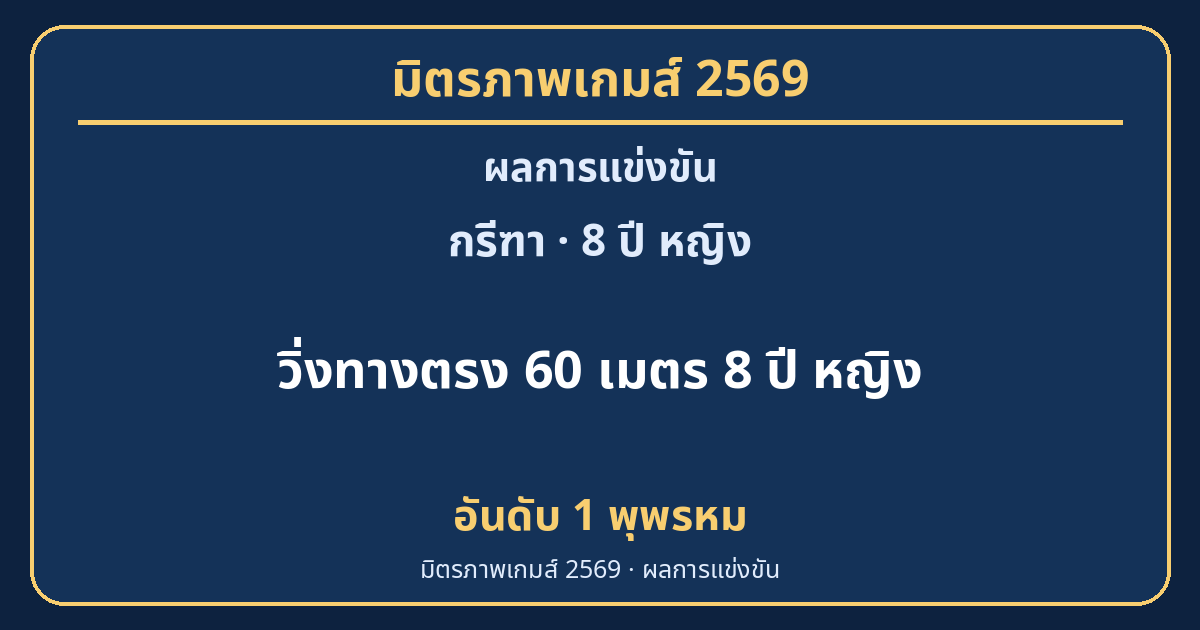 มิตรภาพเกมส์ 2569
ผลการแข่งขัน
กรีฑา · 8 ปี หญิง
วิ่งทางตรง 60 เมตร 8 ปี หญิง
อันดับ 1 พุพรหม
มิตรภาพเกมส์ 2569 · ผลการแข่งขัน